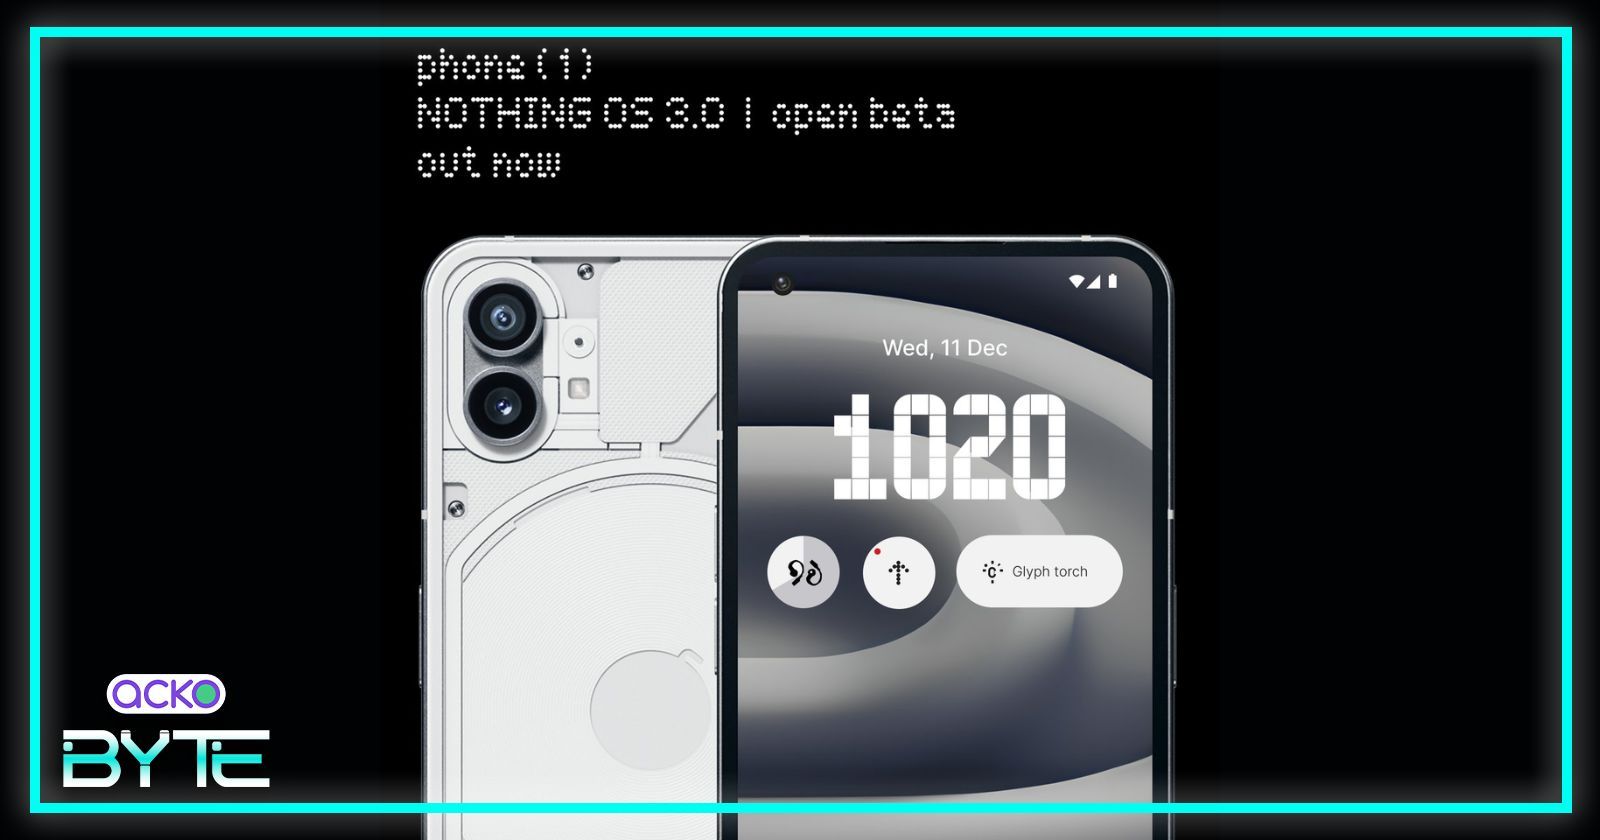 phone (1)
NOTHING OS 3.0 | open beta
out now
Wed, 11 Dec
1020
Glyph torch
acko
BYTE